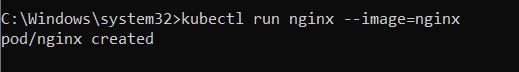 C:\Windows\system32>kubectl run nginx --image=nginx
pod/nginx created